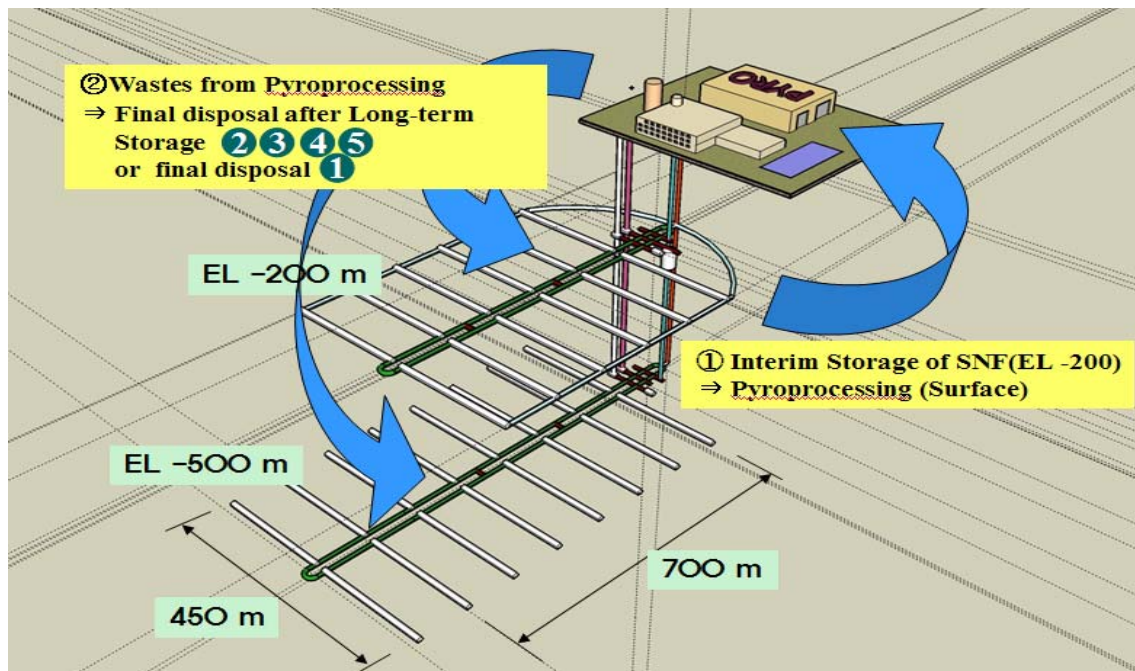 ②Wastes from Pyroprocessing
⇒ Final disposal after Long-term
Storage ❷❸❹❺
or final disposal ❶
PYRO
EL -200 m
① Interim Storage of SNF(EL -200)
⇒ Pyroprocessing (Surface)
EL -500 m
700 m
450 m